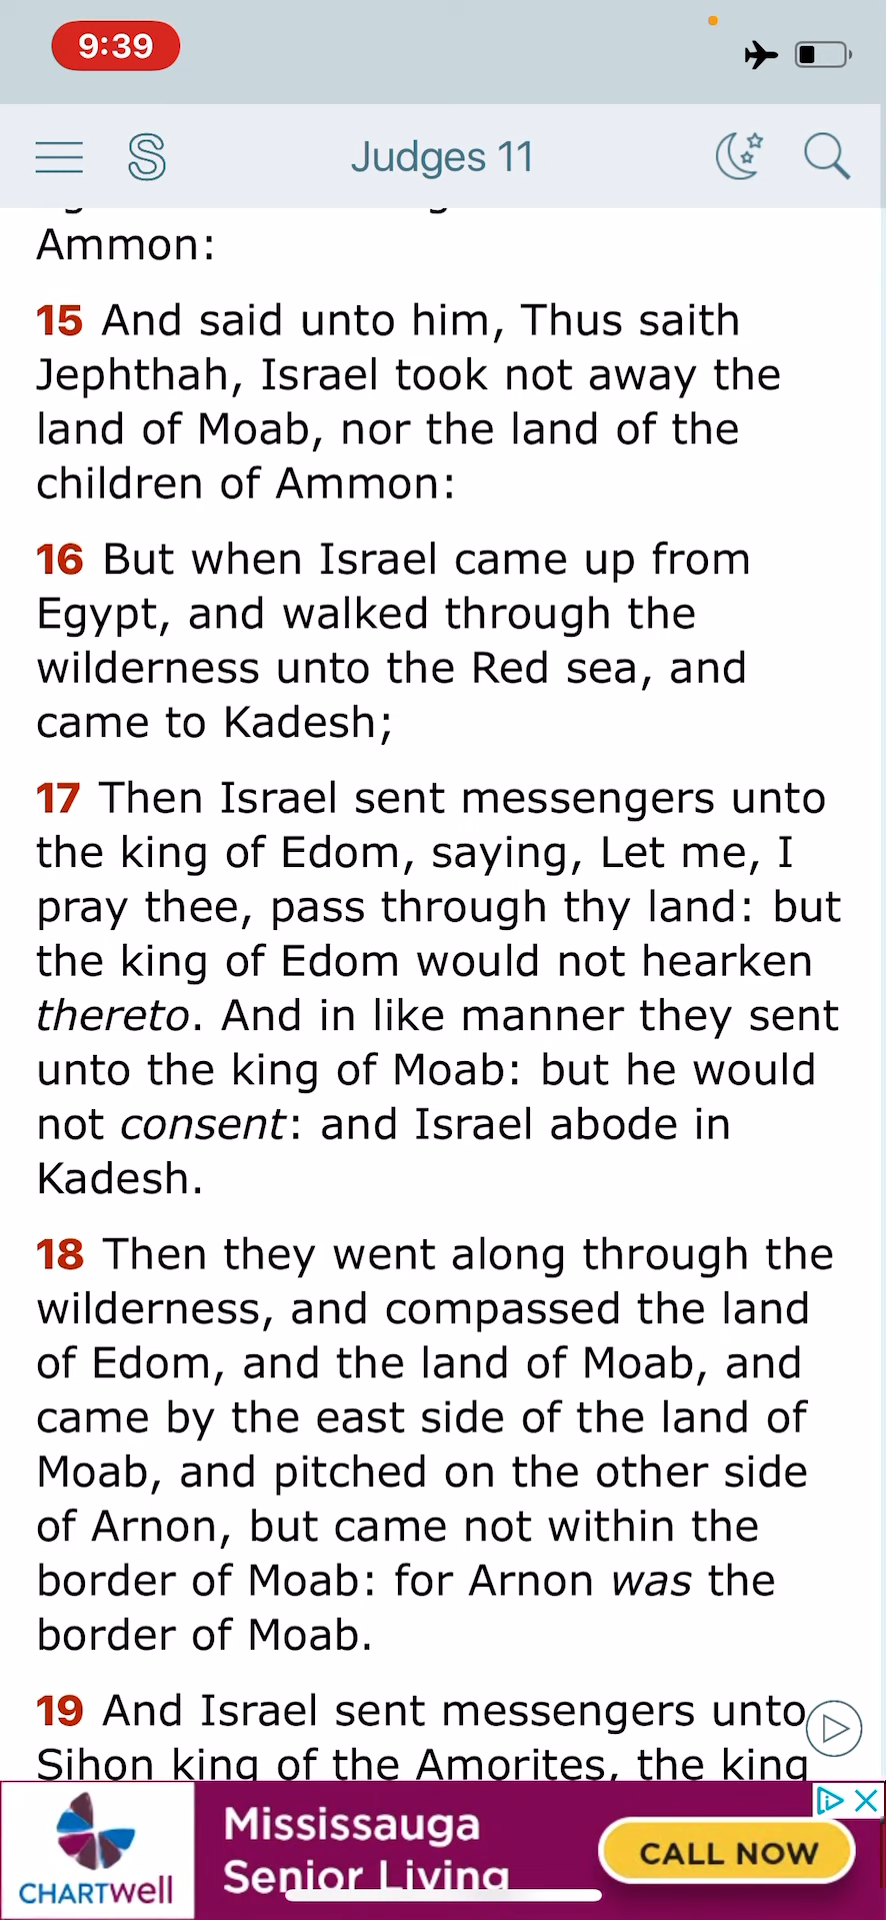 9:39
Judges 11
Ammon:
15 And said unto him, Thus saith
Jephthah, Israel took not away the
land of Moab, nor the land of the
children of Ammon:
16 But when Israel came up from
Egypt, and walked through the
wilderness unto the Red sea, and
came to Kadesh;
17 Then Israel sent messengers unto
the king of Edom, saying, Let me, I
pray thee, pass through thy land: but
the king of Edom would not hearken
thereto. And in like manner they sent
unto the king of Moab: but he would
not consent: and Israel abode in
Kadesh.
18 Then they went along through the
wilderness, and compassed the land
of Edom, and the land of Moab, and
came by the east side of the land of
Moab, and pitched on the other side
of Arnon, but came not within the
border of Moab: for Arnon was the
border of Moab.
19 And Israel sent messengers unto
Sihon king of the Amorites, the king
CHARTwell
Mississauga
Senior Living
CALL NOW